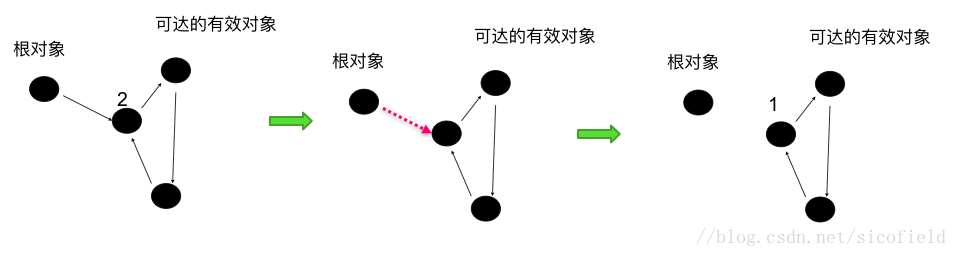 可达的有效对象
根对象
2
可达的有效对象
根对象
可达的有效对象
根对象
1
//blog.csdn.net/sicofield